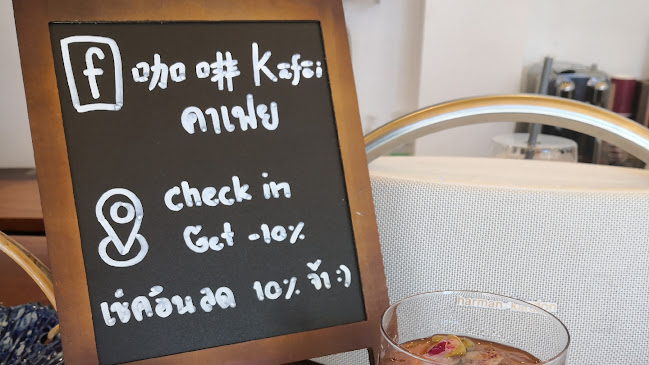 f 咖啡 Kafei
คาเฟย
check in
Get -10%
เช่คอินลด 10% จ้า :)
harman